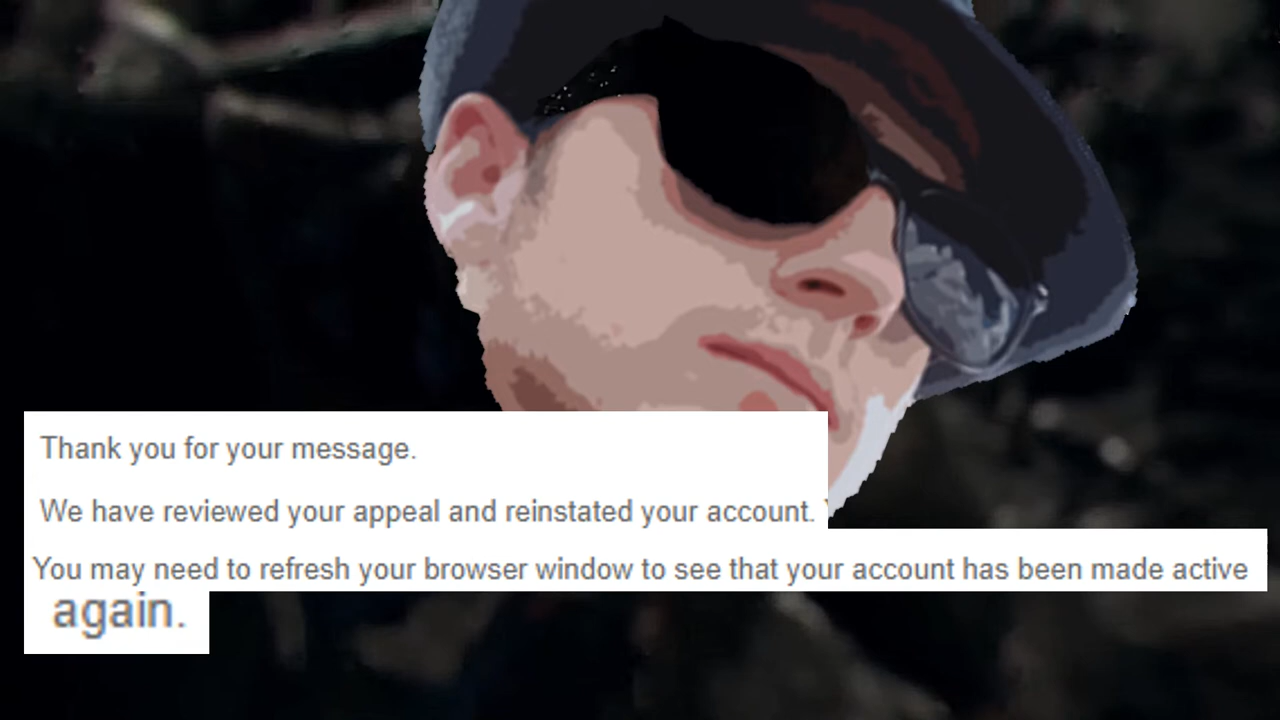 Thank you for your message.
We have reviewed your appeal and reinstated your account.
You may need to refresh your browser window to see that your account has been made active
again.